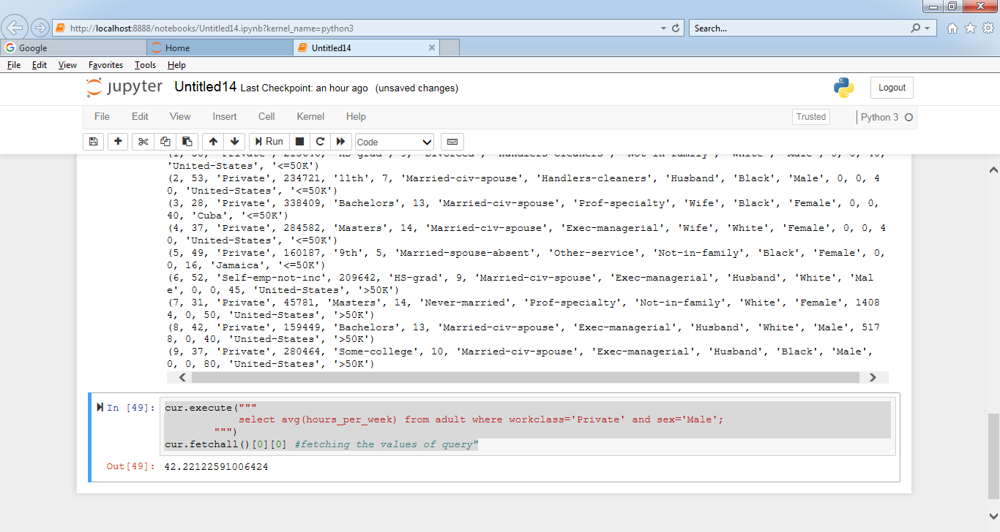 http://localhost:8888/notebooks/Untitled14.ipynb?kernel_name=python3
Search...
Google
Home
Untitled14
File Edit View Favorites Tools Help
jupyter Untitled14 Last Checkpoint: an hour ago (unsaved changes)
Logout
File Edit View Insert Cell Kernel Help
Trusted
Python 3
Run
Code
'United-States', '<=50K')
(2, 53, 'Private', 234721, '11th', 7, 'Married-civ-spouse', 'Handlers-cleaners', 'Husband', 'Black', 'Male', 0, 0, 4
0, 'United-States', '<=50K')
(3, 28, 'Private', 338409, 'Bachelors', 13, 'Married-civ-spouse', 'Prof-specialty', 'Wife', 'Black', 'Female', 0, 0,
40, 'Cuba', '<=50K')
(4, 37, 'Private', 284582, 'Masters', 14, 'Married-civ-spouse', 'Exec-managerial', 'Wife', 'White', 'Female', 0, 0, 4
0, 'United-States', '<=50K')
(5, 49, 'Private', 160187, '9th', 5, 'Married-spouse-absent', 'Other-service', 'Not-in-family', 'Black', 'Female', 0,
0, 16, 'Jamaica', '<=50K')
(6, 52, 'Self-emp-not-inc', 209642, 'HS-grad', 9, 'Married-civ-spouse', 'Exec-managerial', 'Husband', 'White', 'Mal
e', 0, 0, 45, 'United-States', '>50K')
(7, 31, 'Private', 45781, 'Masters', 14, 'Never-married', 'Prof-specialty', 'Not-in-family', 'White', 'Female', 1408
4, 0, 50, 'United-States', '>50K')
(8, 42, 'Private', 159449, 'Bachelors', 13, 'Married-civ-spouse', 'Exec-managerial', 'Husband', 'White', 'Male', 517
8, 0, 40, 'United-States', '>50K')
(9, 37, 'Private', 280464, 'Some-college', 10, 'Married-civ-spouse', 'Exec-managerial', 'Husband', 'Black', 'Male',
0, 0, 80, 'United-States', '>50K')
In [49]: cur.execute("""
select avg(hours_per_week) from adult where workclass='Private' and sex='Male';
""")
cur.fetchall()[0][0] #fetching the values of query"
Out[49]: 42.22122591006424